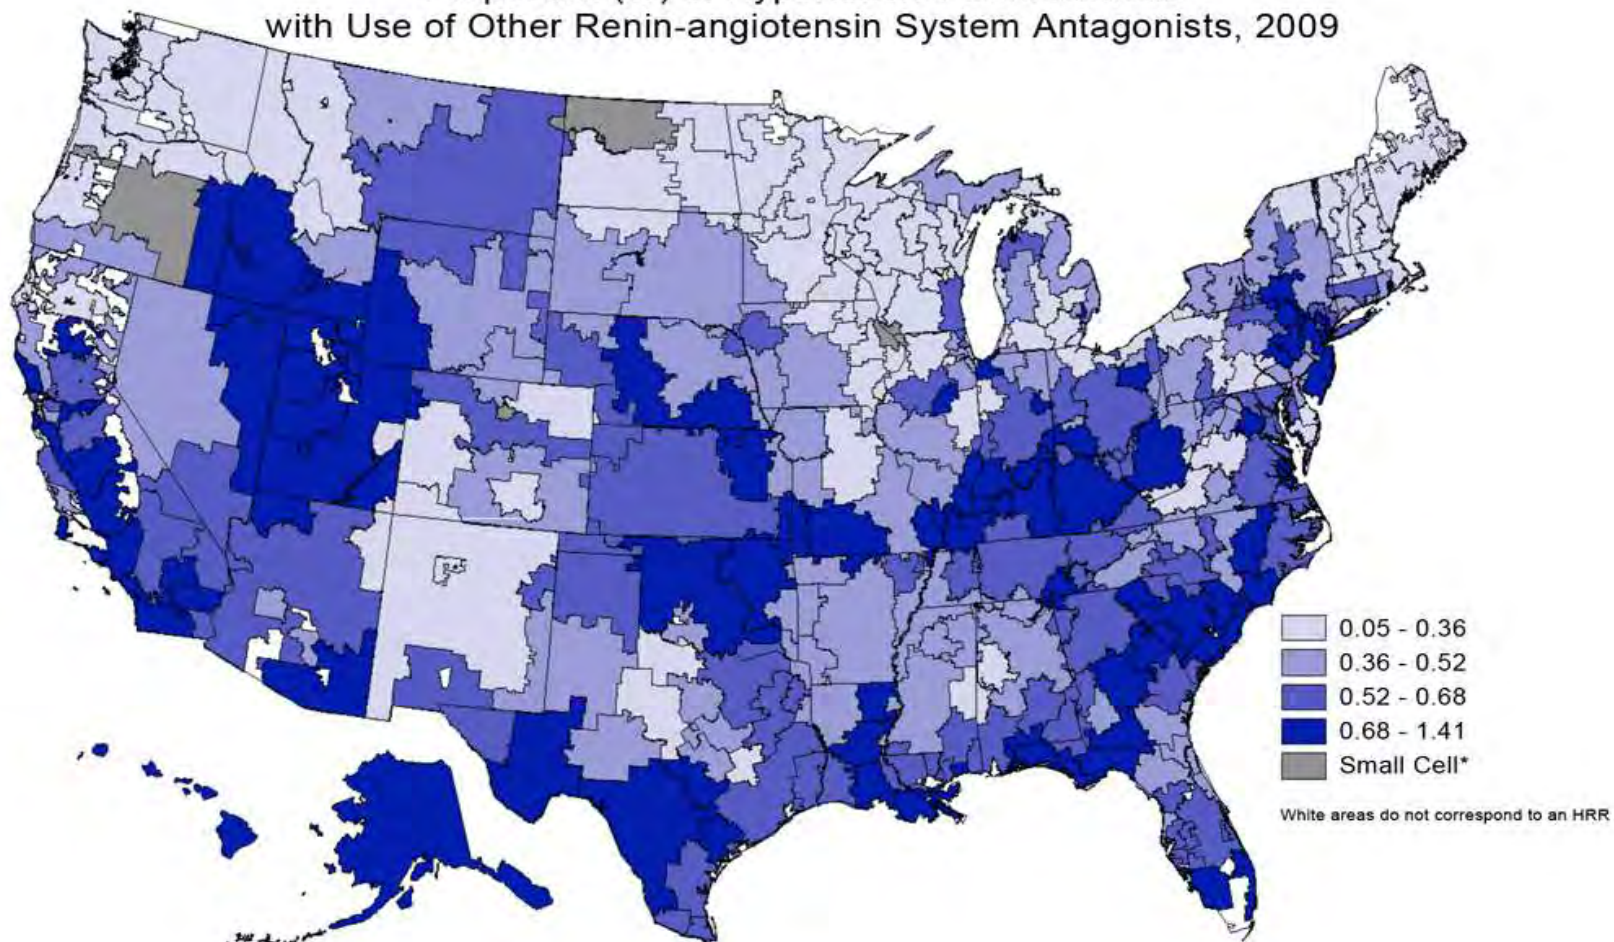 with Use of Other Renin-angiotensin System Antagonists, 2009
0.05 - 0.36
0.36 - 0.52
0.52 - 0.68
0.68 - 1.41
Small Cell*
White areas do not correspond to an HRR